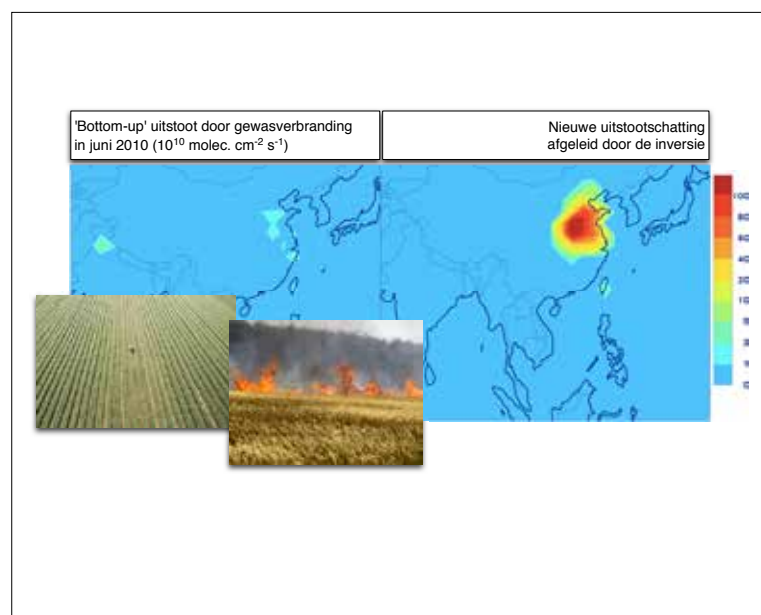 'Bottom-up' uitstoot door gewasverbranding
in juni 2010 (10¹⁰ molec. cm⁻² s⁻¹)
Nieuwe uitstootschatting
afgeleid door de inversie